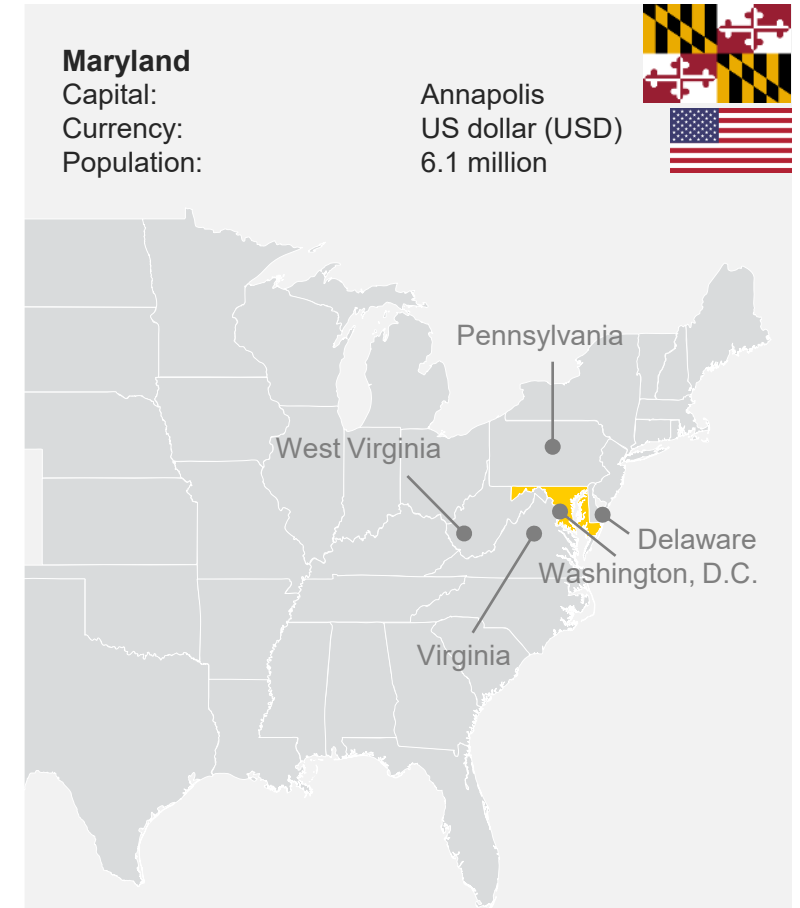 Maryland
Capital: Annapolis
Currency: US dollar (USD)
Population: 6.1 million
Pennsylvania
West Virginia
Delaware
Washington, D.C.
Virginia